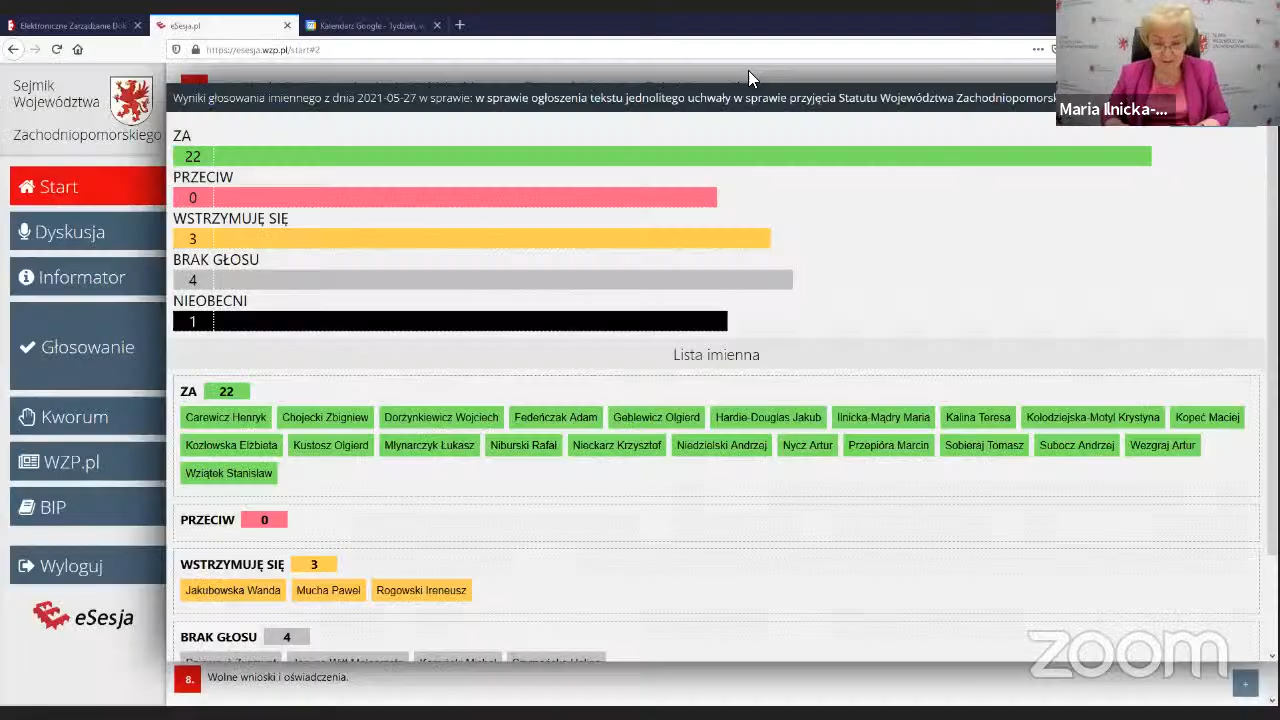 Elektroniczne Zarządzanie Dok
eSesja.pl
Kalendarz Google - Tydzień, w
https://esesja.wzp.pl/start#2
Sejmik
Województwa
Zachodniopomorskiego
Start
Dyskusja
Informator
Głosowanie
Kworum
WZP.pl
BIP
Wyloguj
eSesja
Wyniki głosowania imiennego z dnia 2021-05-27 w sprawie: w sprawie ogłoszenia tekstu jednolitego uchwały w sprawie przyjęcia Statutu Województwa Zachodniopomorsk
Maria Ilnicka-...
ZA
22
PRZECIW
0
WSTRZYMUJĘ SIĘ
3
BRAK GŁOSU
4
NIEOBECNI
1
Lista imienna
ZA 22
Carewicz Henryk Chojecki Zbigniew Dorżynkiewicz Wojciech Federiczak Adam Geblewicz Olgierd Hardie-Douglas Jakub Ilnicka-Mądry Maria Kalina Teresa Kołodziejska-Motyl Krystyna Kopeć Maciej
Kozłowska Elżbieta Kustosz Olgierd Młynarczyk Łukasz Niburski Rafał Nieckarz Krzysztof Niedzielski Andrzej Nycz Artur Przepióra Marcin Sobieraj Tomasz Subocz Andrzej Wezgraj Artur
Wziątek Stanisław
PRZECIW 0
WSTRZYMUJĘ SIĘ 3
Jakubowska Wanda Mucha Paweł Rogowski Ireneusz
BRAK GŁOSU 4
8. Wolne wnioski i oświadczenia.
zoom